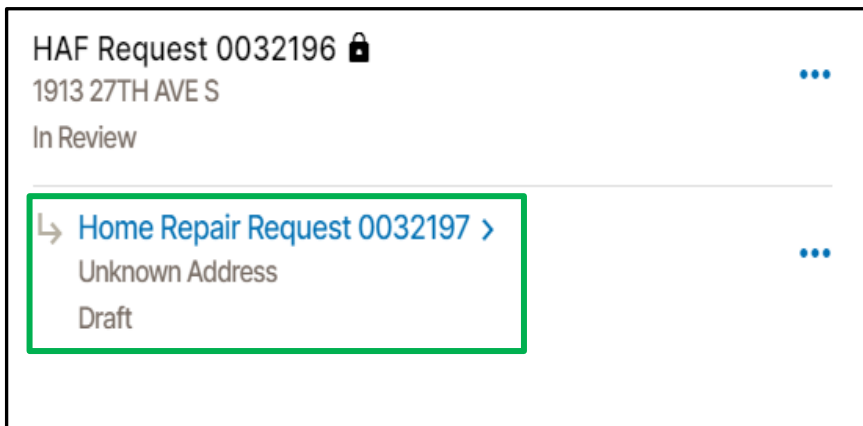 HAF Request 0032196
1913 27TH AVE S
In Review
Home Repair Request 0032197 >
Unknown Address
Draft